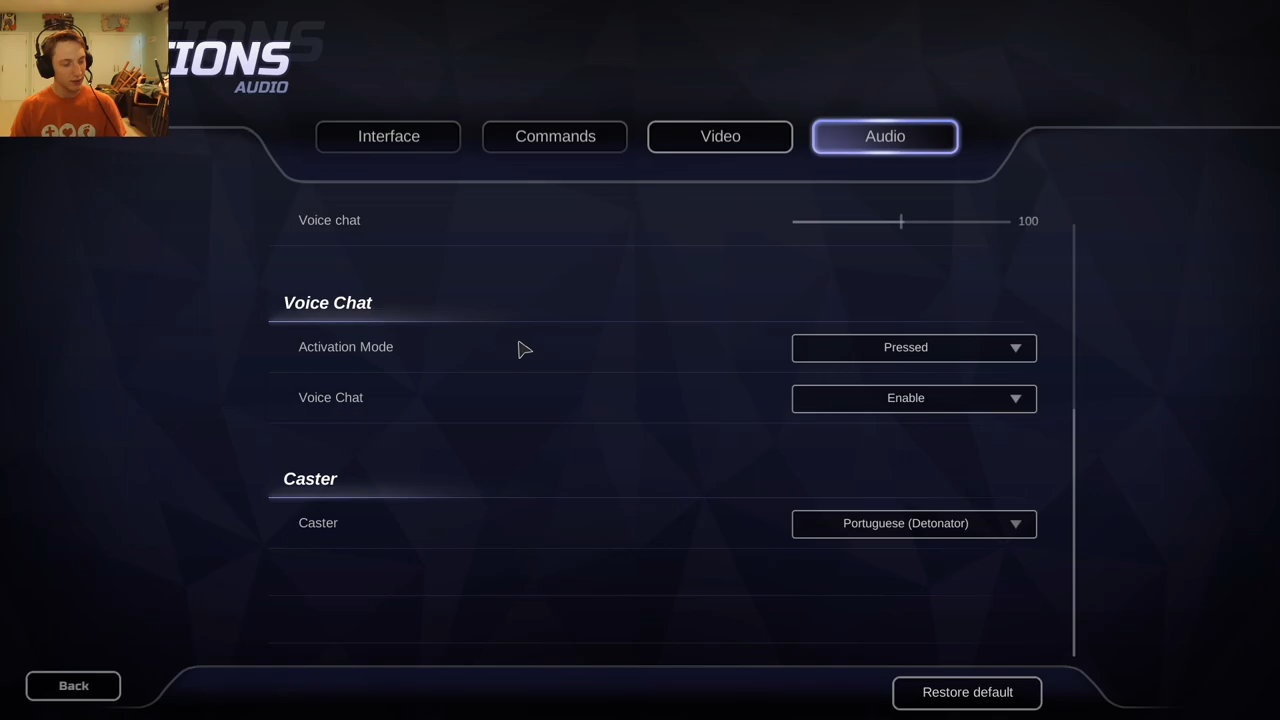 TIONS
AUDIO
Interface
Commands
Video
Audio
Voice chat
100
Voice Chat
Activation Mode
Pressed
Voice Chat
Enable
Caster
Caster
Portuguese (Detonator)
Back
Restore default